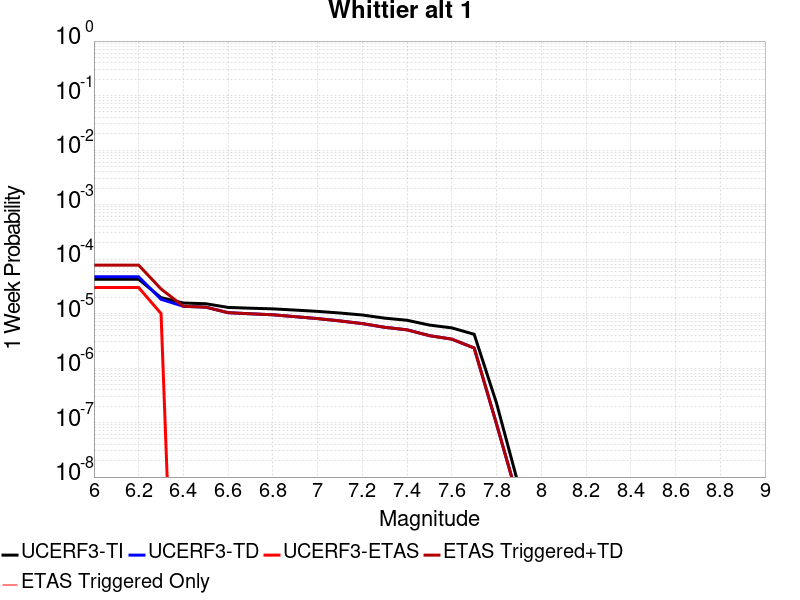 Whittier alt 1
10^0
10^-1
10^-2
10^-3
10^-4
10^-5
10^-6
10^-7
10^-8
1 Week Probability
6 6.2 6.4 6.6 6.8 7 7.2 7.4 7.6 7.8 8 8.2 8.4 8.6 8.8 9
Magnitude
UCERF3-TI UCERF3-TD UCERF3-ETAS ETAS Triggered+TD
ETAS Triggered Only